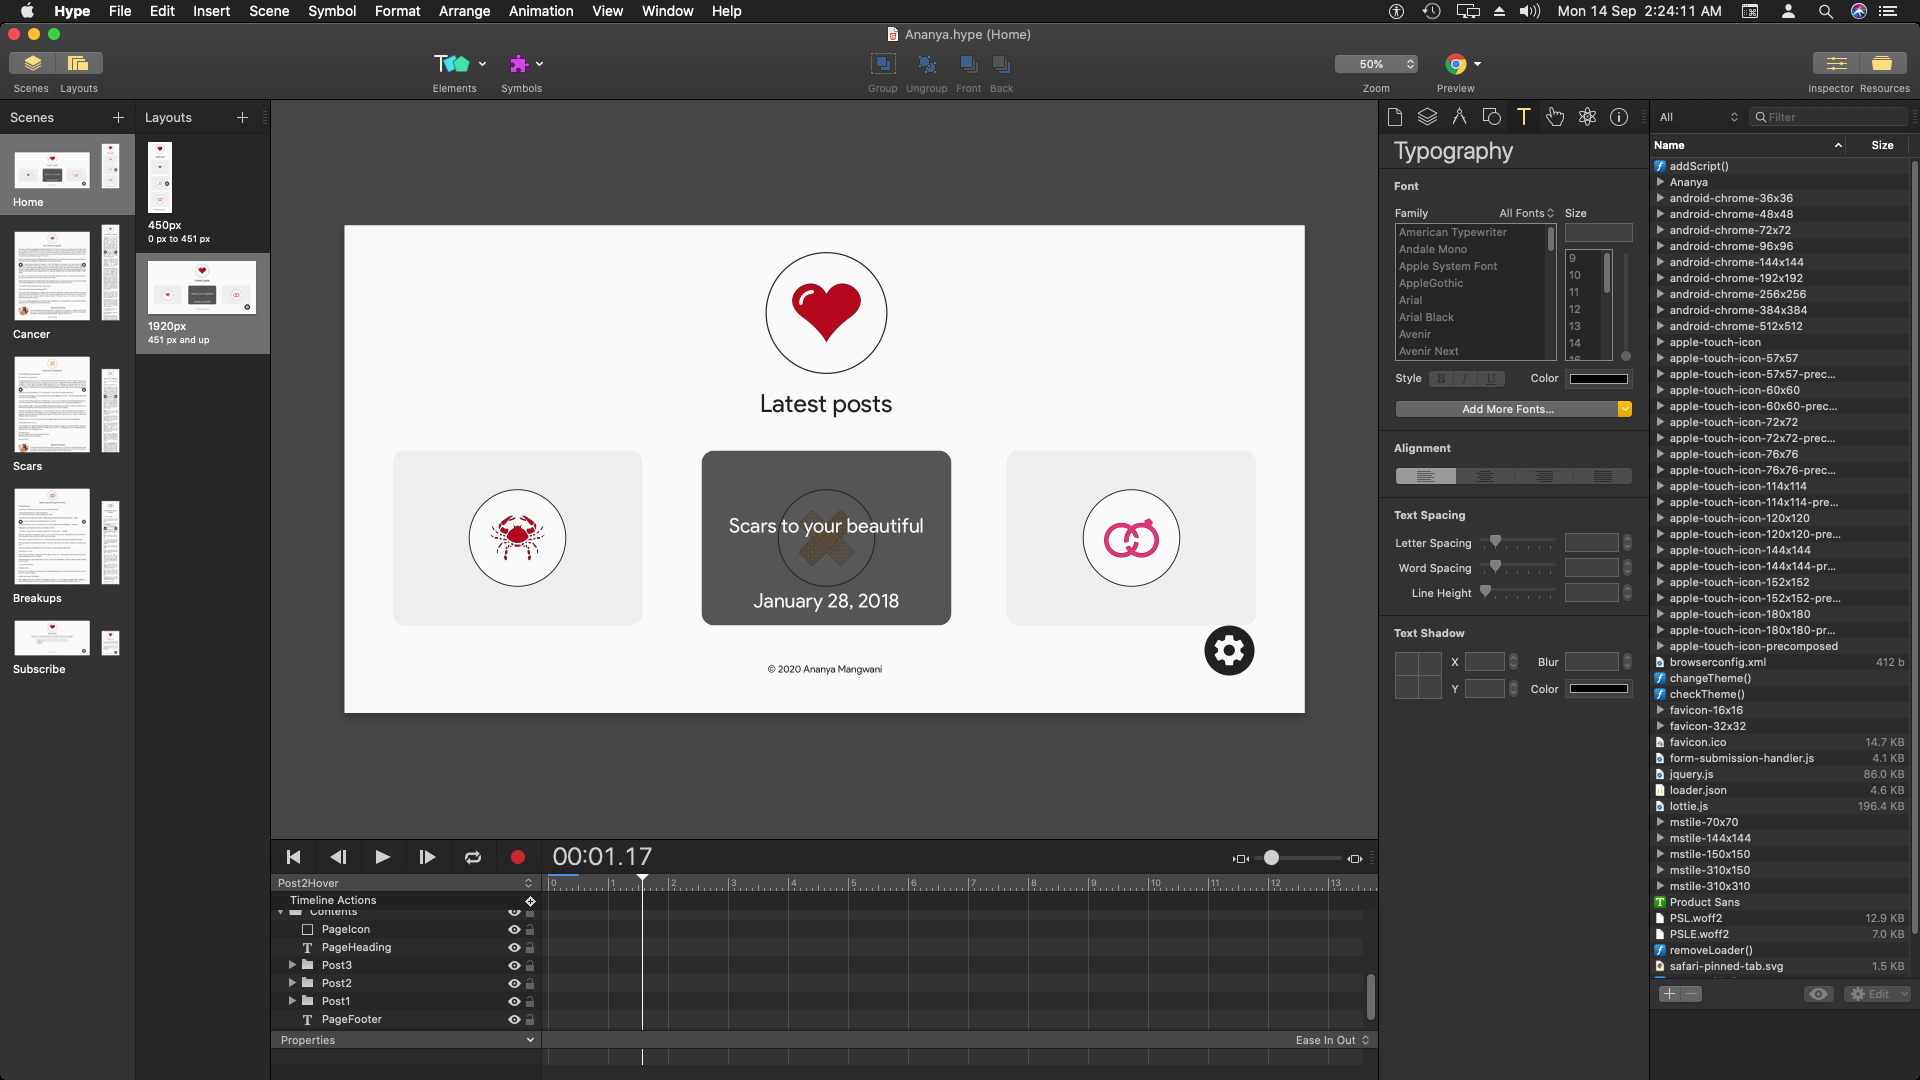 Hype File Edit Insert Scene Symbol Format Arrange Animation View Window Help
Mon 14 Sep 2:24:11 AM
Ananya.hype (Home)
50%
Scenes Layouts
Elements Symbols
Group Ungroup Front Back
Zoom Preview
Inspector Resources
Scenes
Home
Cancer
Scars
Breakups
Subscribe
Layouts
450px
0 px to 451 px
1920px
451 px and up
Latest posts
Scars to your beautiful
January 28, 2018
© 2020 Ananya Mangwani
00:01.17
Post2Hover
0 1 2 3 4 5 6 7 8 9 10 11 12 13
Timeline Actions
Contents
PageIcon
PageHeading
Post3
Post2
Post1
PageFooter
Properties
Ease In Out
Typography
Font
Family All Fonts Size
American Typewriter
Andale Mono
Apple System Font
AppleGothic
Arial
Arial Black
Avenir
Avenir Next
9
10
11
12
13
14
16
Style B I U Color
Add More Fonts...
Alignment
Text Spacing
Letter Spacing
Word Spacing
Line Height
Text Shadow
X Blur
Y Color
All Filter
Name Size
addScript()
Ananya
android-chrome-36x36
android-chrome-48x48
android-chrome-72x72
android-chrome-96x96
android-chrome-144x144
android-chrome-192x192
android-chrome-256x256
android-chrome-384x384
android-chrome-512x512
apple-touch-icon
apple-touch-icon-57x57
apple-touch-icon-57x57-prec...
apple-touch-icon-60x60
apple-touch-icon-60x60-prec...
apple-touch-icon-72x72
apple-touch-icon-72x72-prec...
apple-touch-icon-76x76
apple-touch-icon-76x76-prec...
apple-touch-icon-114x114
apple-touch-icon-114x114-pre...
apple-touch-icon-120x120
apple-touch-icon-120x120-pre...
apple-touch-icon-144x144
apple-touch-icon-144x144-pr...
apple-touch-icon-152x152
apple-touch-icon-152x152-pre...
apple-touch-icon-180x180
apple-touch-icon-180x180-pr...
apple-touch-icon-precomposed
browserconfig.xml 412 b
changeTheme()
checkTheme()
favicon-16x16
favicon-32x32
favicon.ico 14.7 KB
form-submission-handler.js 4.1 KB
jquery.js 86.0 KB
loader.json 4.6 KB
lottie.js 196.4 KB
mstile-70x70
mstile-144x144
mstile-150x150
mstile-310x150
mstile-310x310
Product Sans
PSL.woff2 12.9 KB
PSLE.woff2 7.0 KB
removeLoader()
safari-pinned-tab.svg 1.5 KB
Edit